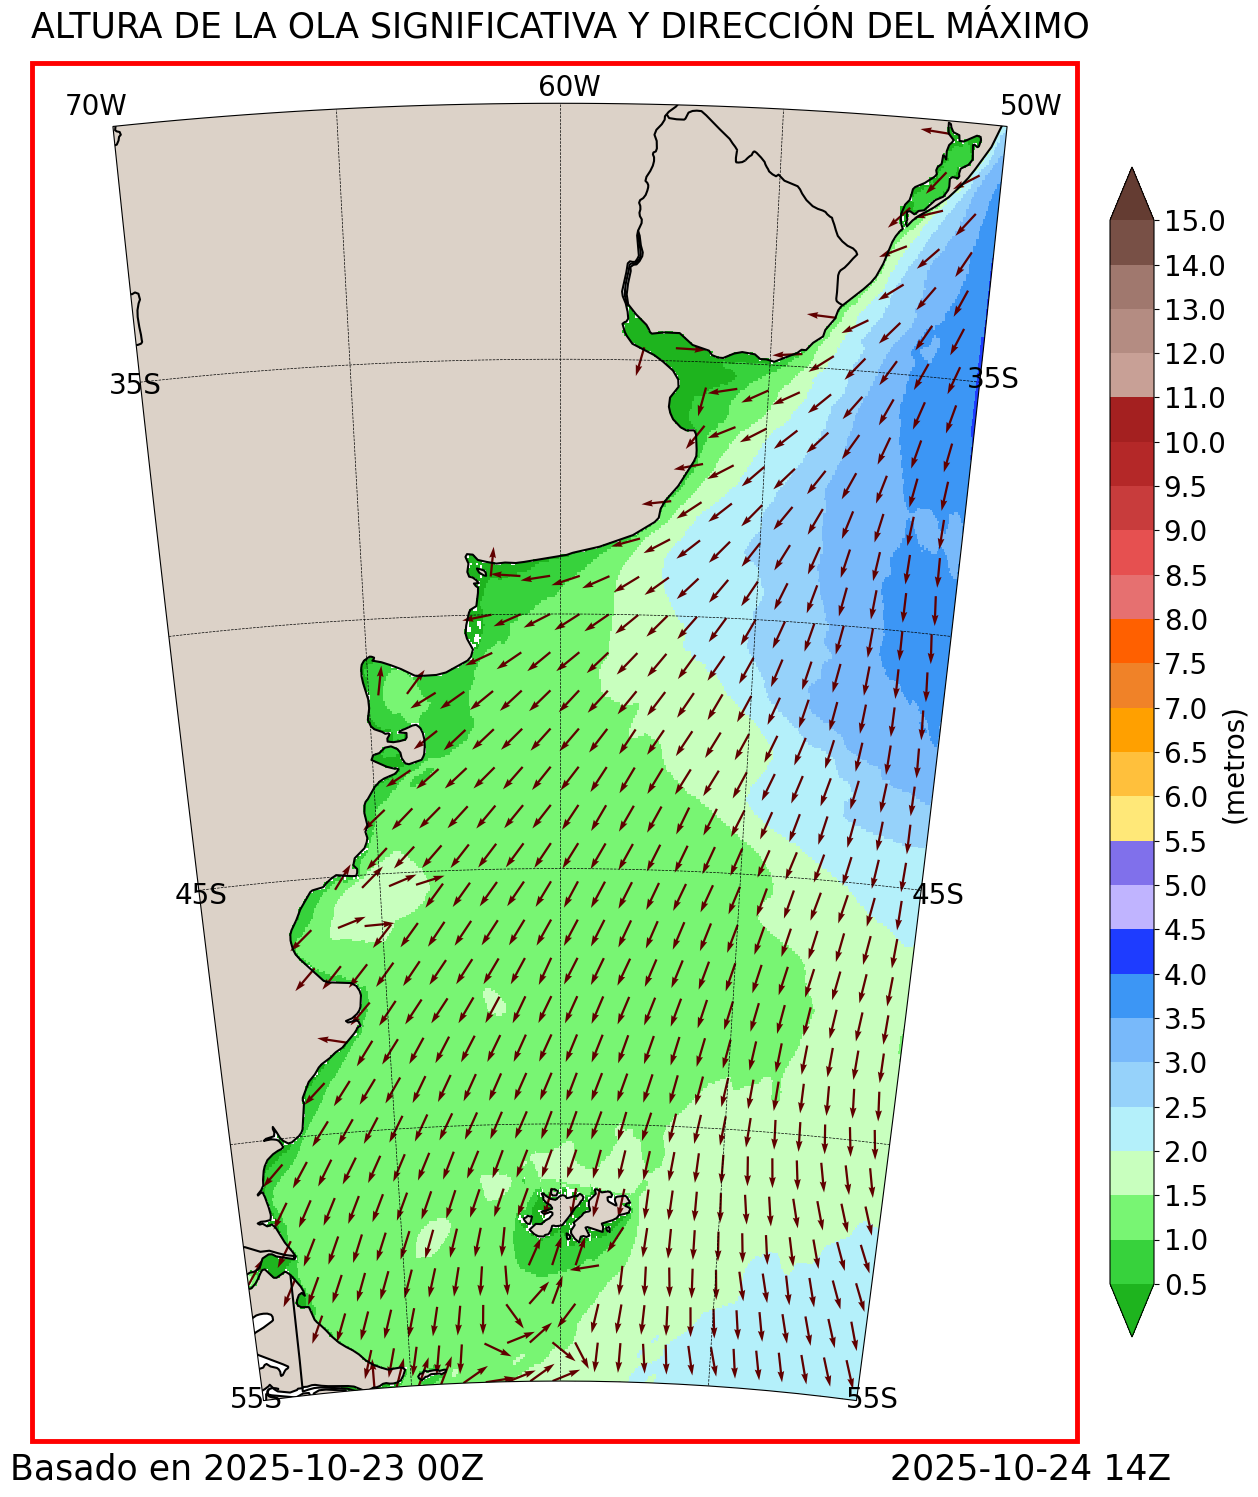 ALTURA DE LA OLA SIGNIFICATIVA Y DIRECCIÓN DEL MÁXIMO
70W
60W
50W
35S
35S
45S
45S
55S
55S
15.0
14.0
13.0
12.0
11.0
10.0
9.5
9.0
8.5
8.0
7.5
7.0
6.5
6.0
5.5
5.0
4.5
4.0
3.5
3.0
2.5
2.0
1.5
1.0
0.5
(metros)
Basado en 2025-10-23 00Z
2025-10-24 14Z